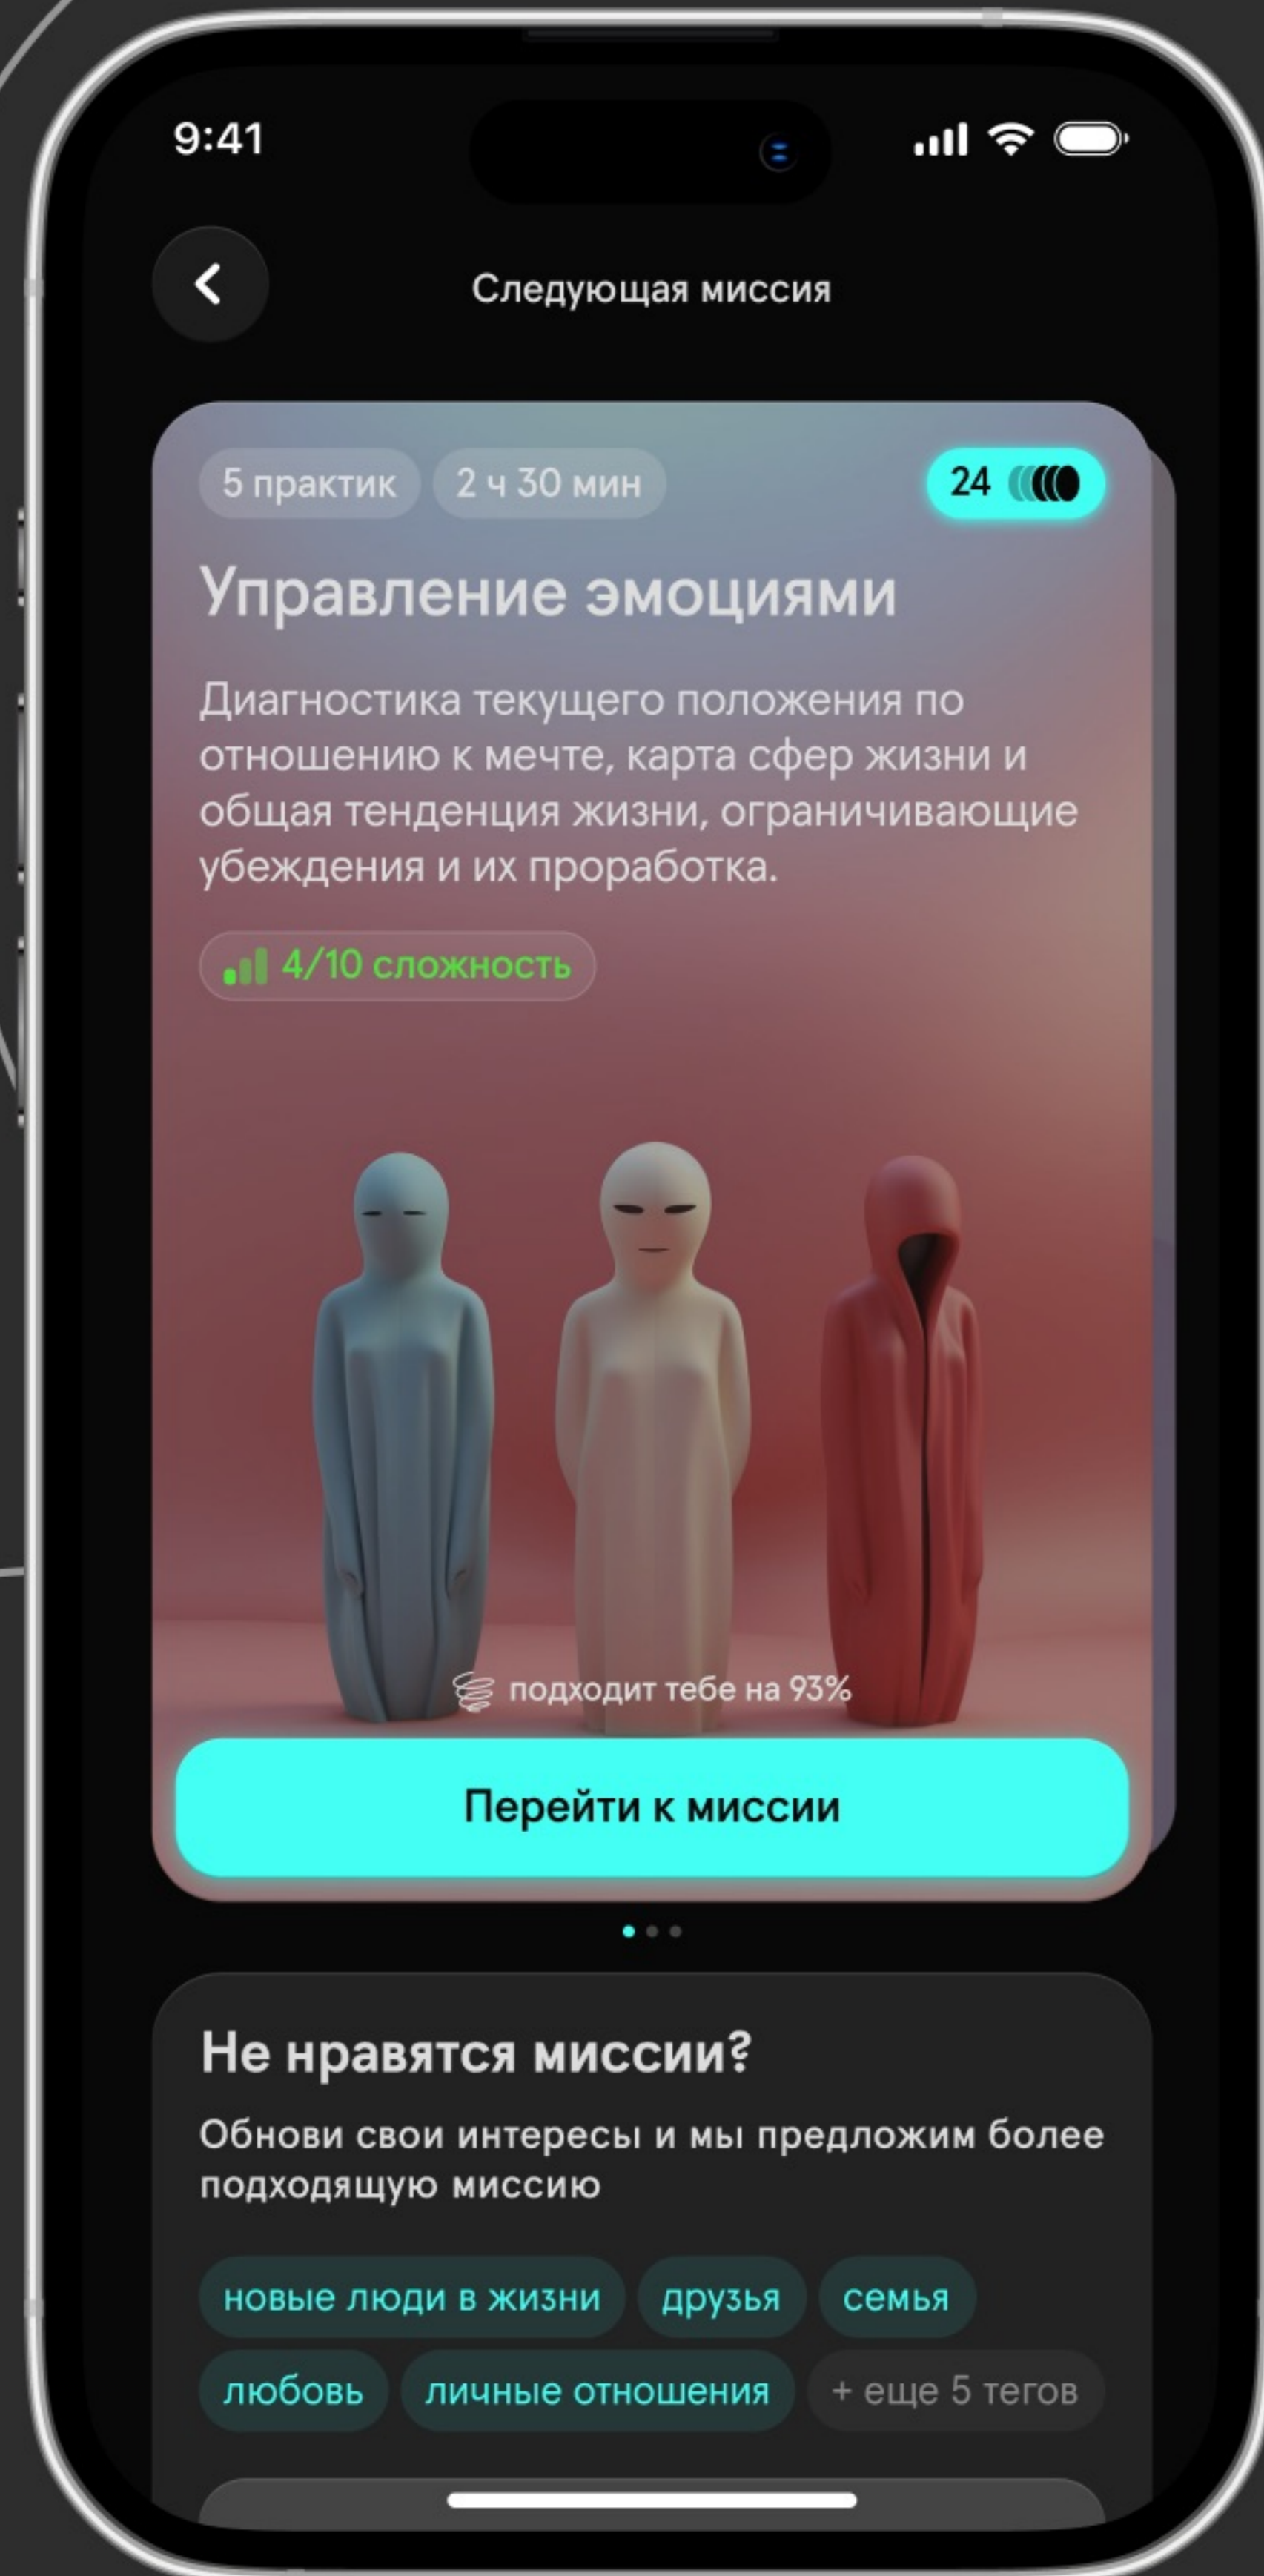 9:41
Следующая миссия
5 практик 2 ч 30 мин 24
Управление эмоциями
Диагностика текущего положения по
отношению к мечте, карта сфер жизни и
общая тенденция жизни, ограничивающие
убеждения и их проработка.
4/10 сложность
подходит тебе на 93%
Перейти к миссии
Не нравятся миссии?
Обнови свои интересы и мы предложим более
подходящую миссию
новые люди в жизни друзья семья
любовь личные отношения + еще 5 тегов